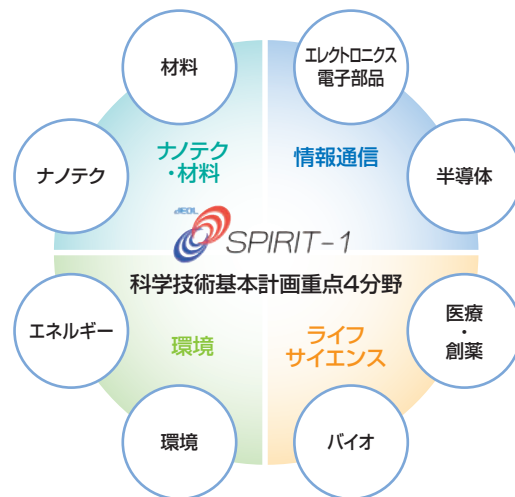 材料
エレクトロニクス
電子部品
ナノテク
・材料
情報通信
ナノテク
半導体
JEOL
SPIRIT-1
科学技術基本計画重点4分野
エネルギー
環境
ライフ
サイエンス
医療
・
創薬
環境
バイオ